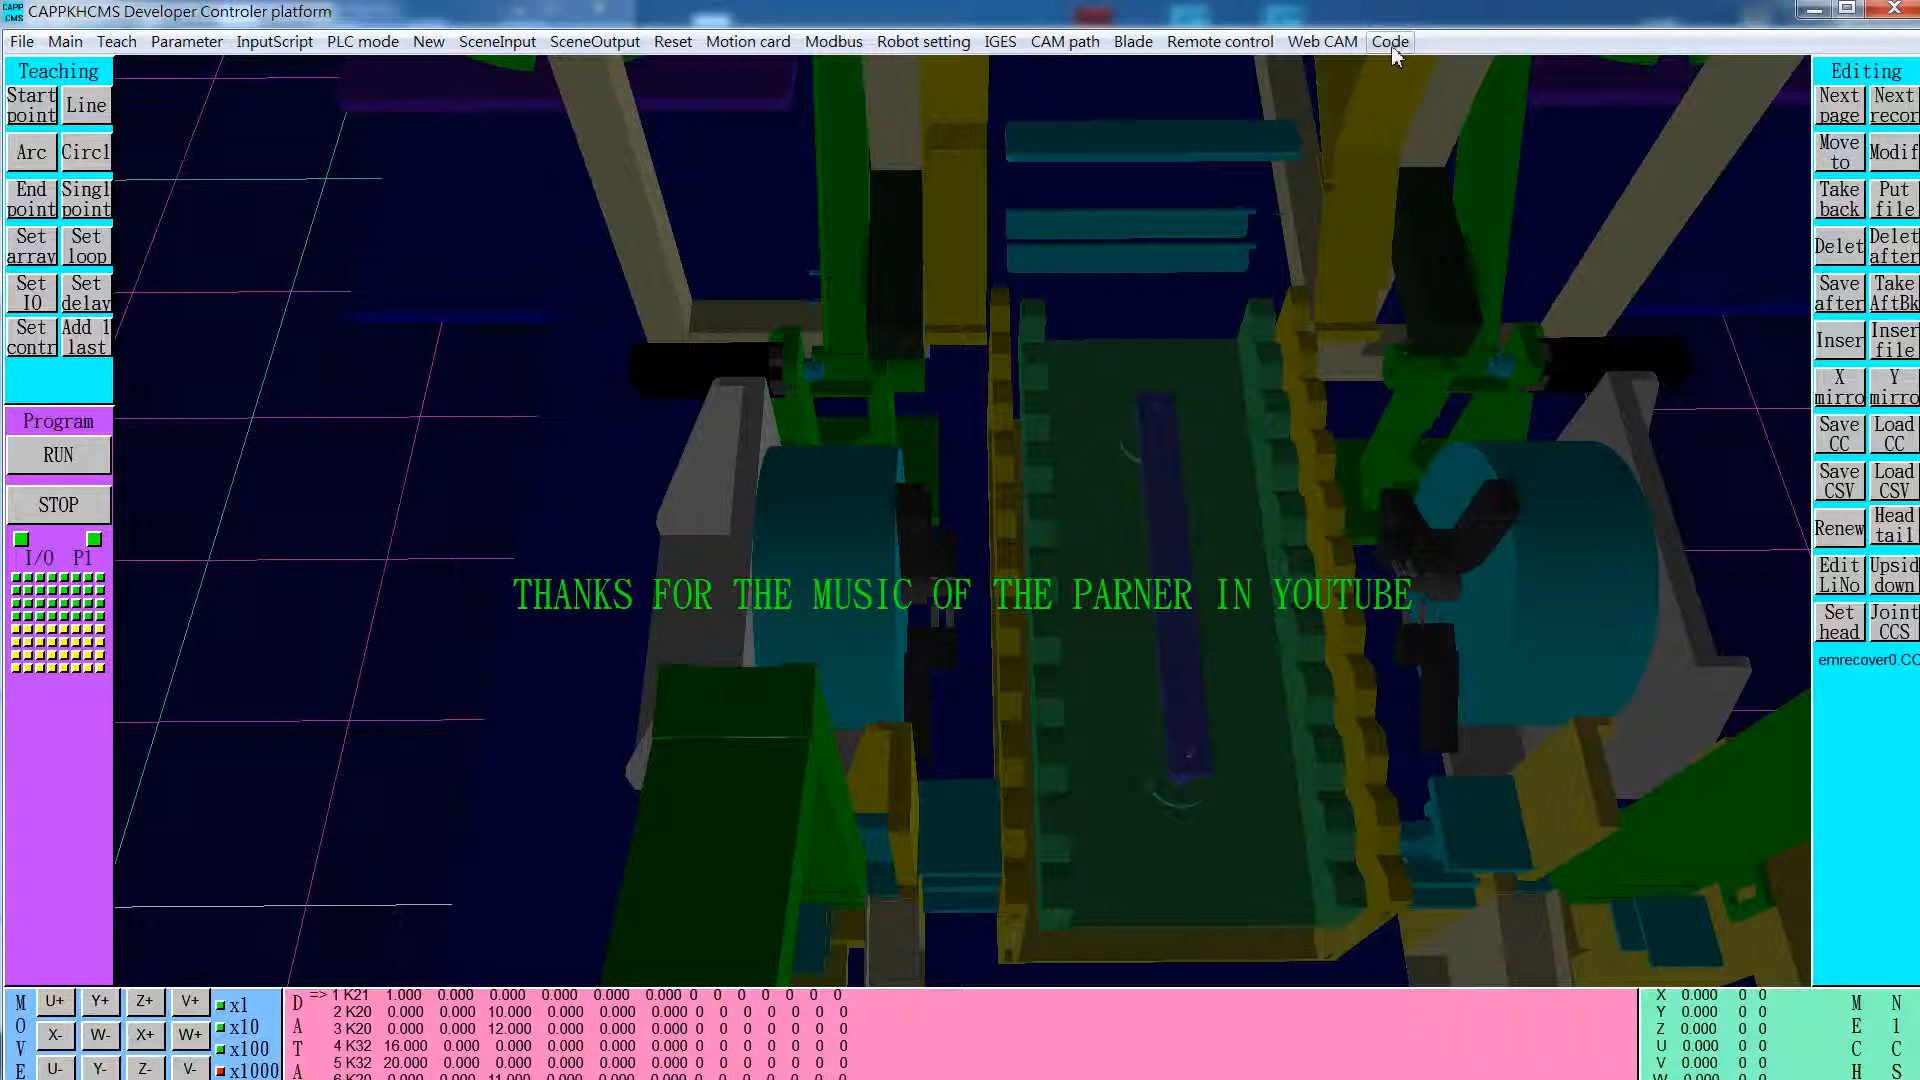 CAPP
CMS
CAPPKHCMS Developer Controler platform
File Main Teach Parameter InputScript PLC mode New SceneInput SceneOutput Reset Motion card Modbus Robot setting IGES CAM path Blade Remote control Web CAM Code
Teaching
Start point
Line
Arc
Circl
End point
Singl point
Set array
Set loop
Set IO
Set delay
Set contr
Add 1 last
Program
RUN
STOP
I/O P1
THANKS FOR THE MUSIC OF THE PARNER IN YOUTUBE
Editing
Next page
Next recor
Move to
Modif
Take back
Put file
Delet
Delet after
Save after
Take AftBk
Inser
Inser file
X mirro
Y mirro
Save CC
Load CC
Save CSV
Load CSV
Renew
Head tail
Edit LiNo
Upsid down
Set head
Joint CCS
emrecover0.CC
MOVE
U+ Y+ Z+ V+
X- W- X+ W+
U- Y- Z- V-
x1
x10
x100
x1000
DATA
=> 1 K21 1.000 0.000 0.000 0.000 0.000 0.000 0 0 0 0 0 0 0
2 K20 0.000 0.000 10.000 0.000 0.000 0.000 0 0 0 0 0 0 0
3 K20 0.000 0.000 12.000 0.000 0.000 0.000 0 0 0 0 0 0 0
4 K32 16.000 0.000 0.000 0.000 0.000 0.000 0 0 0 0 0 0 0
5 K32 20.000 0.000 0.000 0.000 0.000 0.000 0 0 0 0 0 0 0
X 0.000 0 0
Y 0.000 0 0
Z 0.000 0 0
U 0.000 0 0
V 0.000 0 0
MECH
N1CS